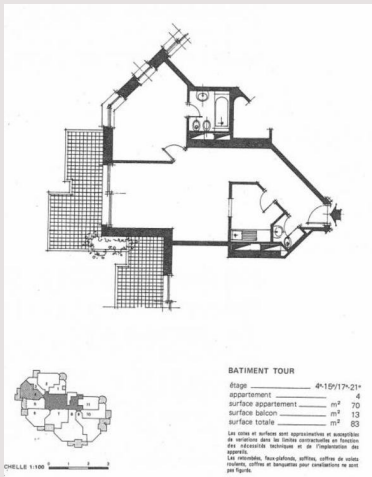 BATIMENT TOUR
étage 4ᵉ-15ᵉ/17ᵉ-21ᵉ
appartement 4
surface appartement m² 70
surface balcon m² 13
surface totale m² 83
Les cotes et surfaces sont approximatives et susceptibles
de variations dans les limites contractuelles en fonction
des nécessités techniques et de l'implantation des
appareils.
Les retombées, faux-plafonds, soffites, coffres de volets
roulants, coffres et banquettes pour canalisations ne sont
pas figurés.
CHELLE 1:100